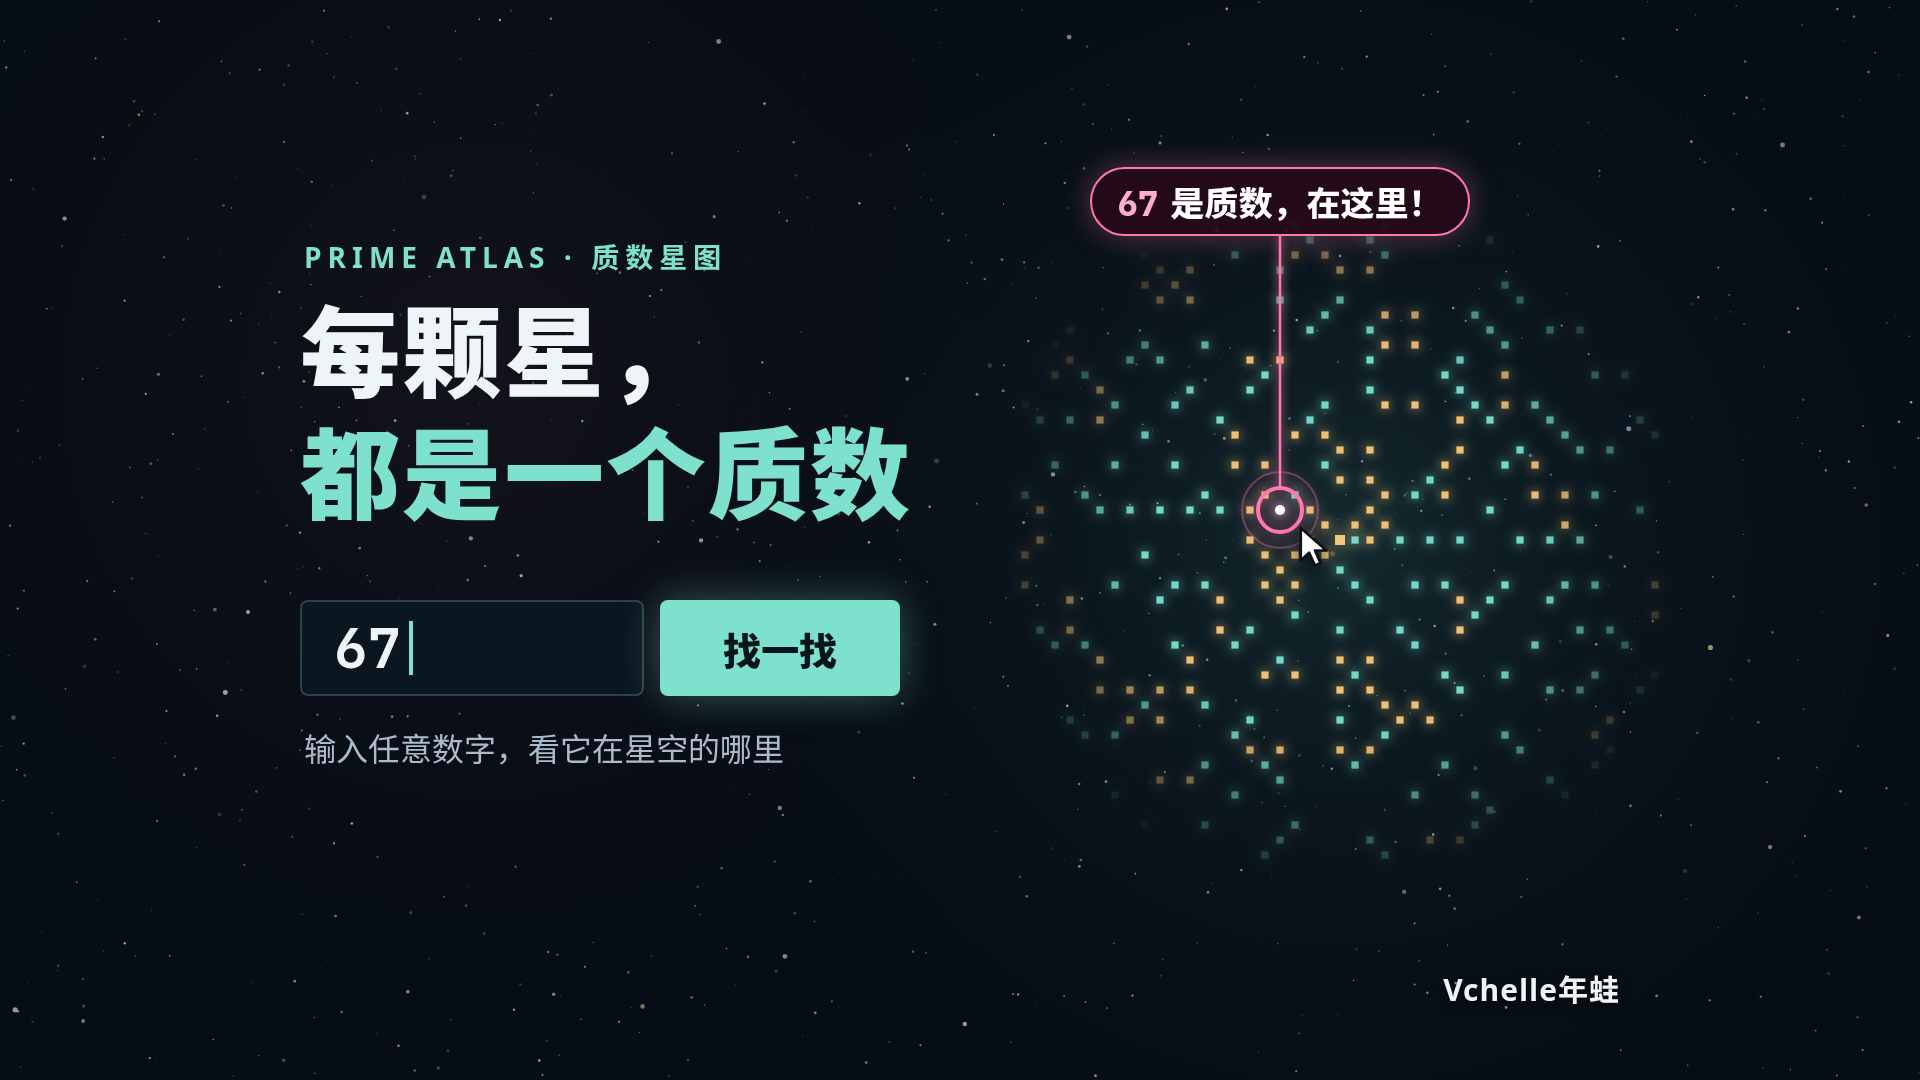 PRIME ATLAS · 质数星图
每颗星，
都是一个质数
67
找一找
输入任意数字，看它在星空的哪里
67 是质数，在这里！
Vchelle年蛙